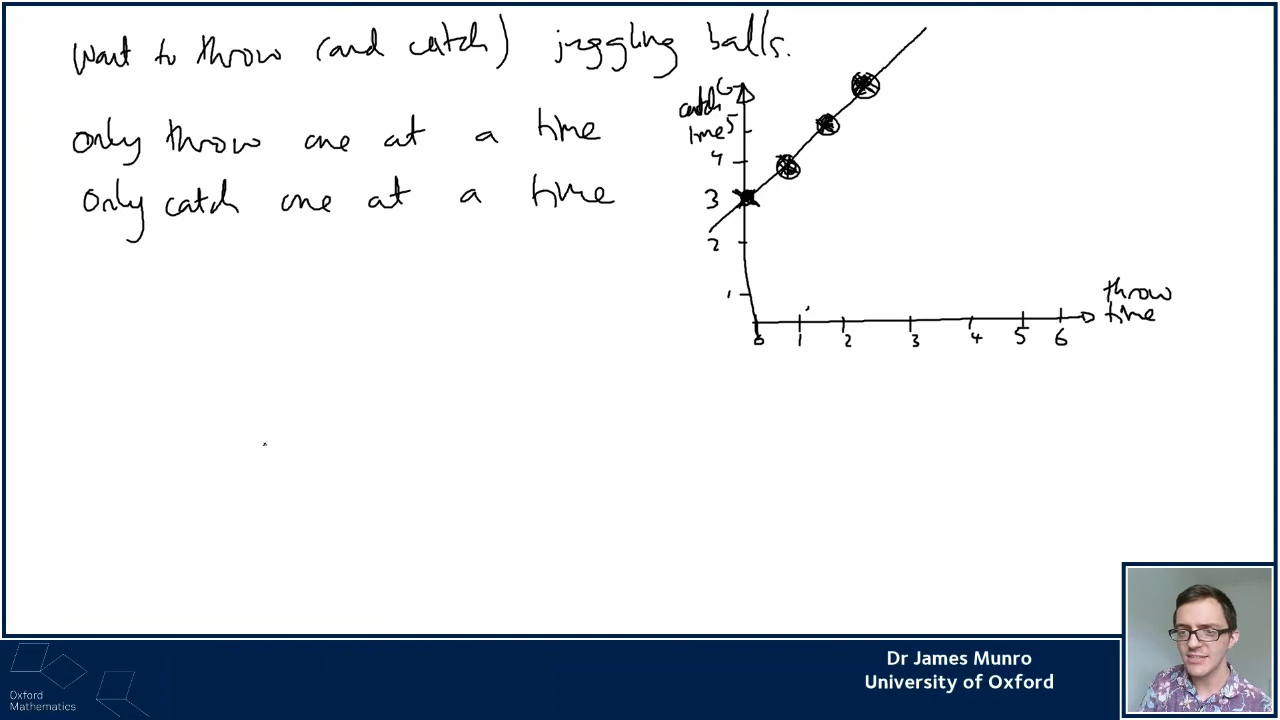 Want to throw (and catch) juggling balls.
only throw one at a time
Only catch one at a time
catch
time
6
5
4
3
2
1
0 1 2 3 4 5 6
throw
time
Dr James Munro
University of Oxford
Oxford
Mathematics